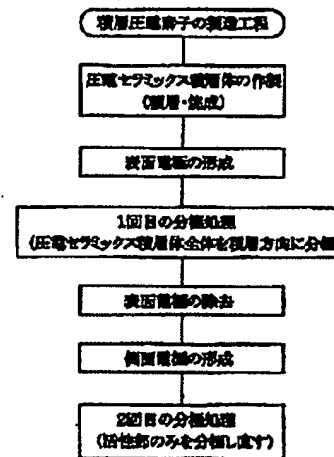 積層圧電素子の製造工程
圧電セラミックス積層体の作製
(積層・焼成)
表面電極の形成
1回目の分極処理
(圧電セラミックス積層体全体を積層方向に分極
表面電極の除去
側面電極の形成
2回目の分極処理
(活性部のみを分極し直す)